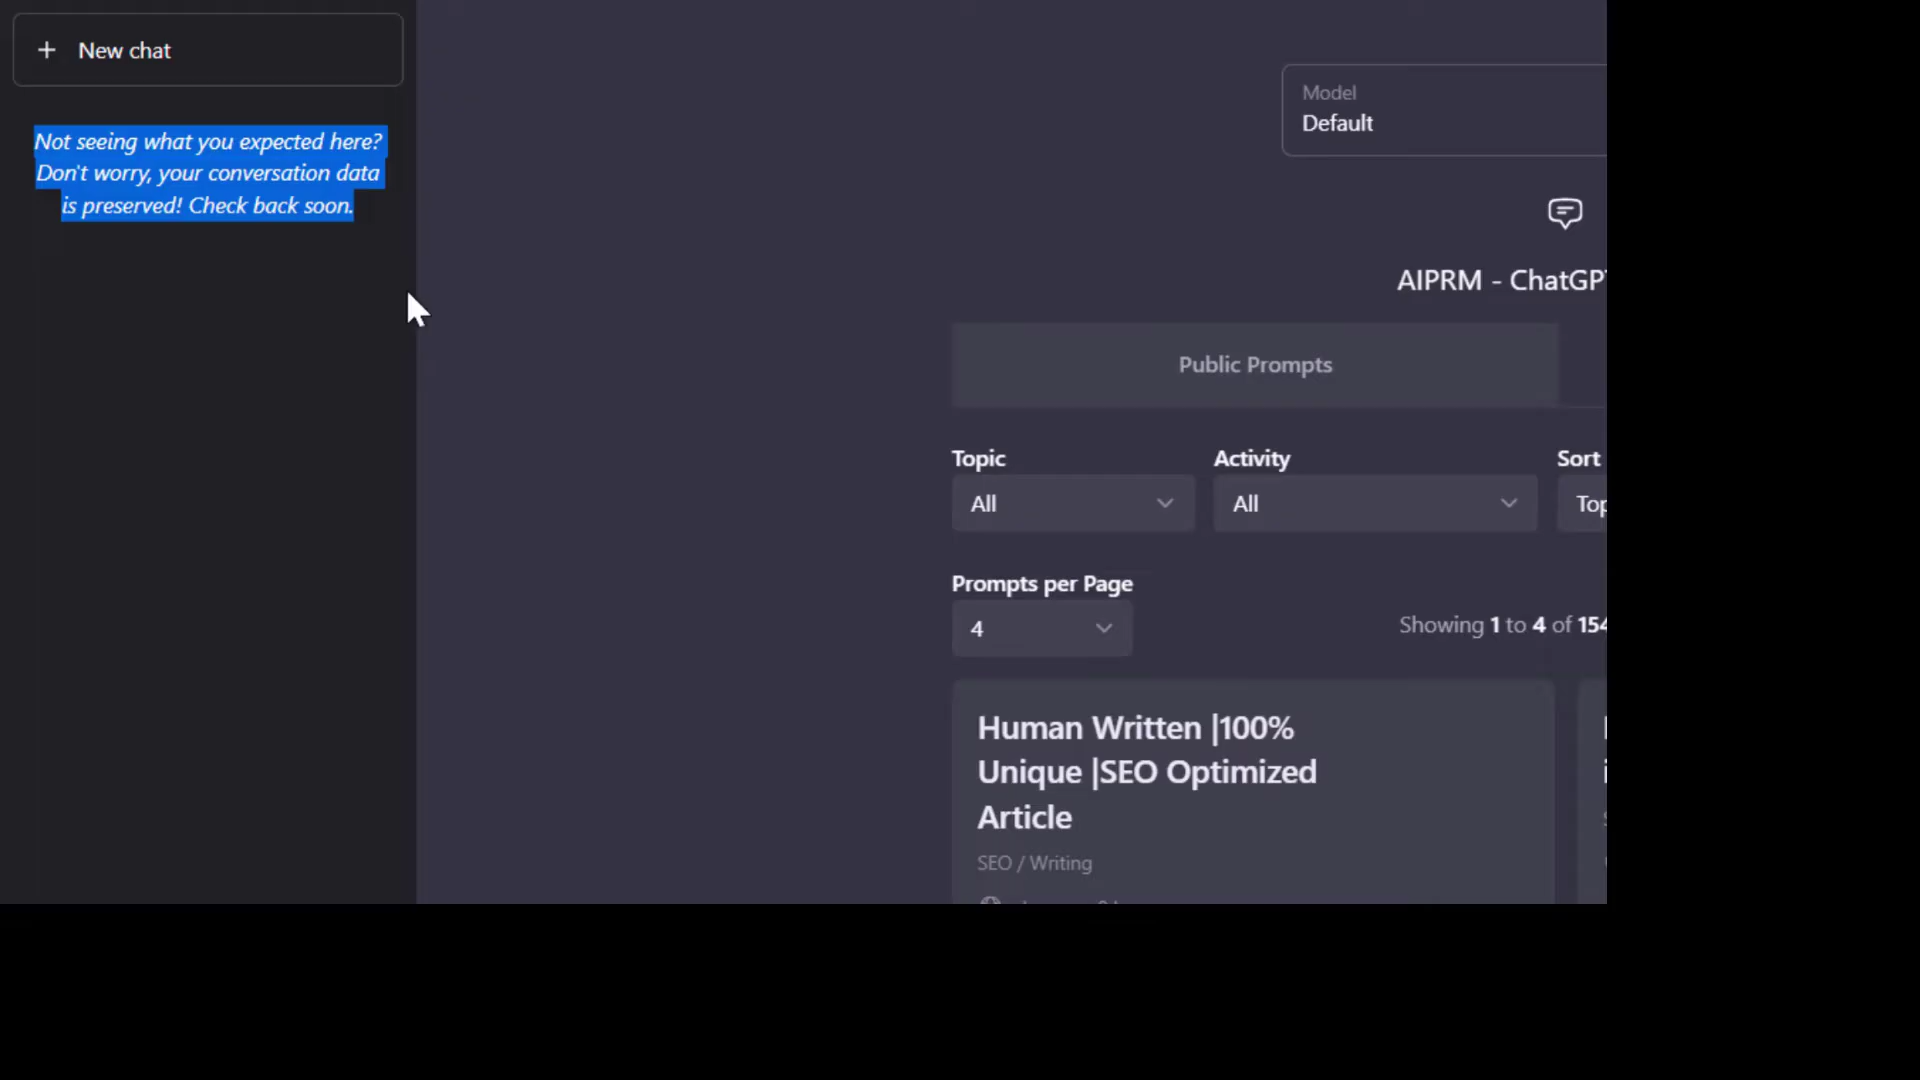 + New chat
Not seeing what you expected here?
Don't worry, your conversation data
is preserved! Check back soon.
Model
Default
AIPRM - ChatGP
Public Prompts
Topic
Activity
Sort
All
All
Top
Prompts per Page
4
Showing 1 to 4 of 154
Human Written |100%
Unique |SEO Optimized
Article
SEO / Writing